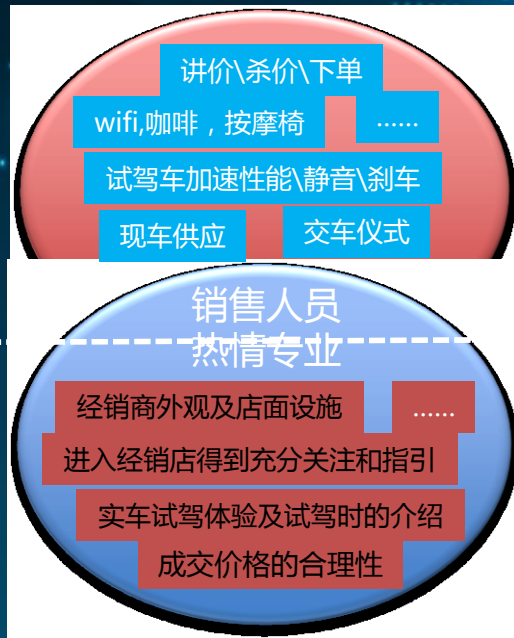 讲价\杀价\下单
wifi,咖啡，按摩椅
......
试驾车加速性能\静音\刹车
现车供应
交车仪式
销售人员
热情专业
经销商外观及店面设施
......
进入经销店得到充分关注和指引
实车试驾体验及试驾时的介绍
成交价格的合理性